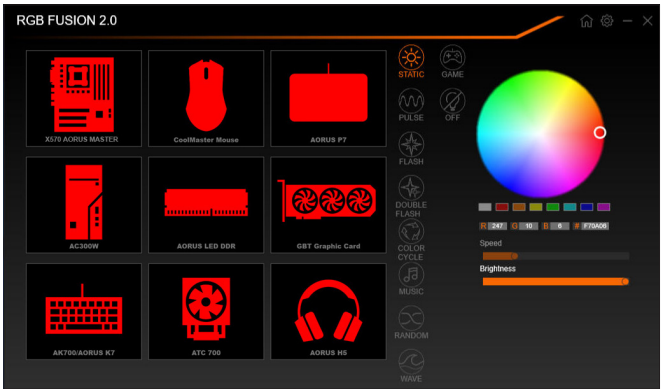 RGB FUSION 2.0
X570 AORUS MASTER
CoolMaster Mouse
AORUS P7
AC300W
AORUS LED DDR
GBT Graphic Card
AK700/AORUS K7
ATC 700
AORUS H5
STATIC
GAME
PULSE
OFF
FLASH
DOUBLE
FLASH
COLOR
CYCLE
MUSIC
RANDOM
WAVE
R 247 G 10 B 6 # F70A06
Speed
Brightness